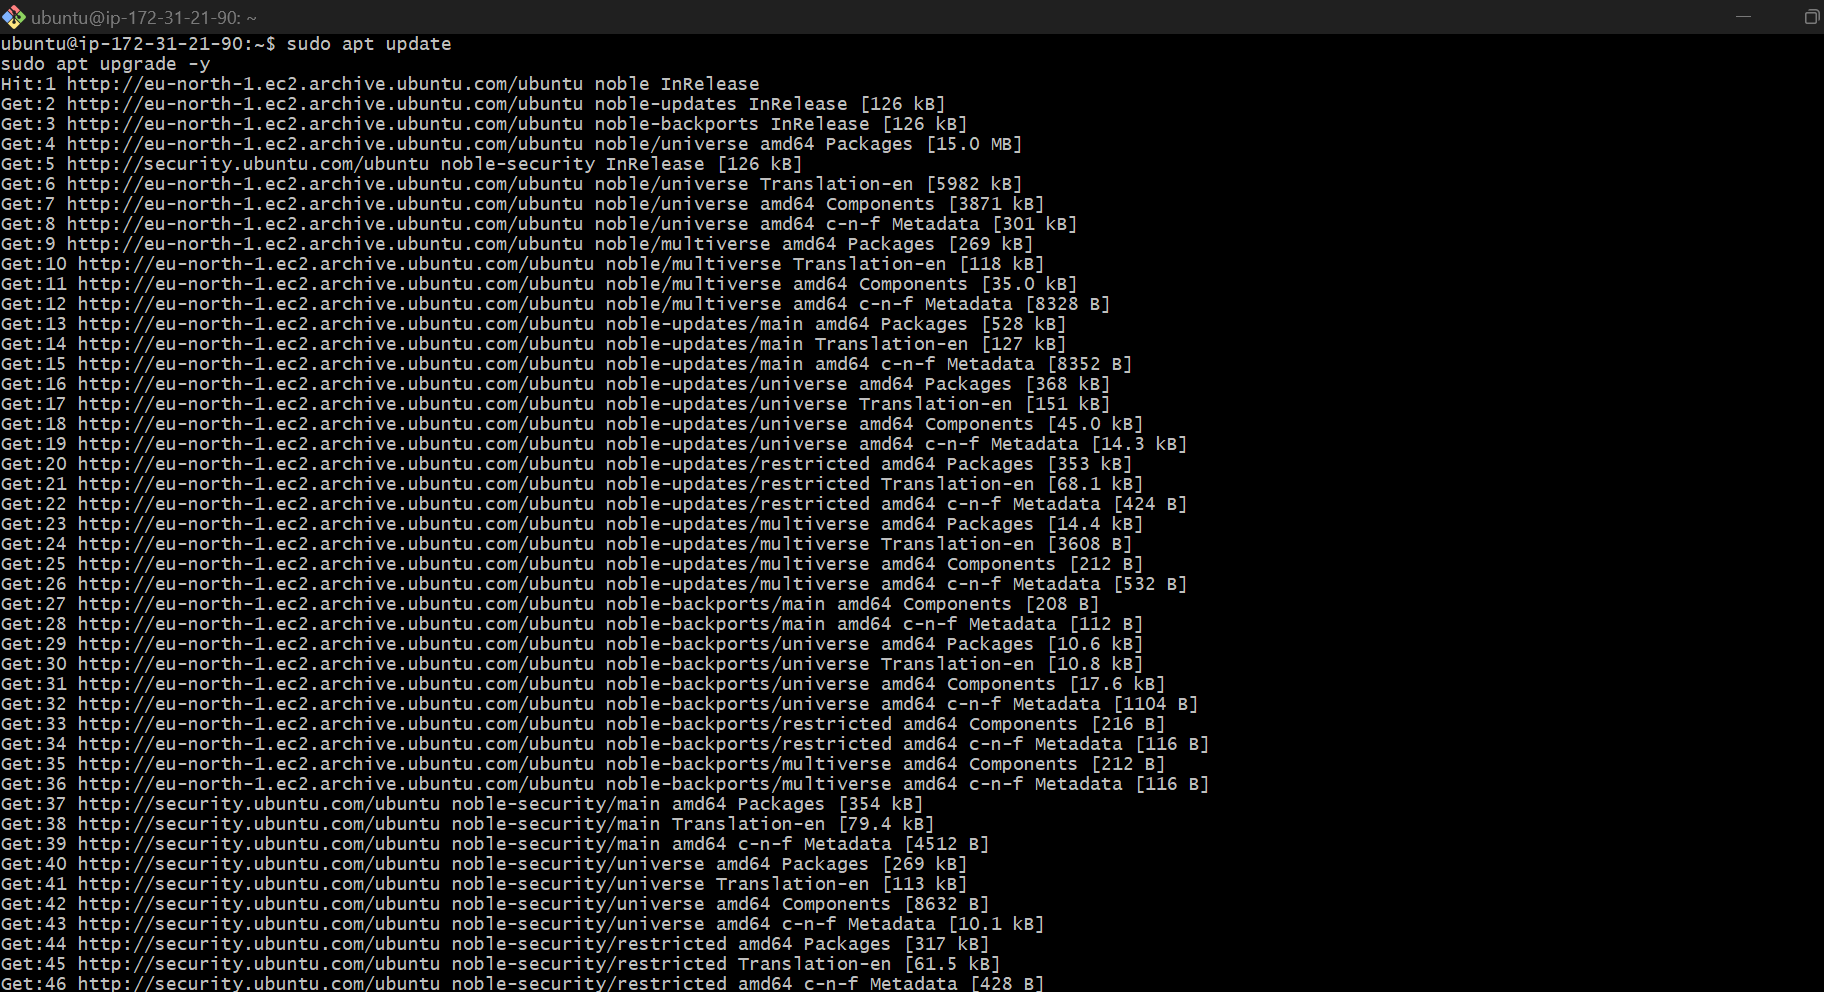 ubuntu@ip-172-31-21-90: ~
ubuntu@ip-172-31-21-90:~$ sudo apt update
sudo apt upgrade -y
Hit:1 http://eu-north-1.ec2.archive.ubuntu.com/ubuntu noble InRelease
Get:2 http://eu-north-1.ec2.archive.ubuntu.com/ubuntu noble-updates InRelease [126 kB]
Get:3 http://eu-north-1.ec2.archive.ubuntu.com/ubuntu noble-backports InRelease [126 kB]
Get:4 http://eu-north-1.ec2.archive.ubuntu.com/ubuntu noble/universe amd64 Packages [15.0 MB]
Get:5 http://security.ubuntu.com/ubuntu noble-security InRelease [126 kB]
Get:6 http://eu-north-1.ec2.archive.ubuntu.com/ubuntu noble/universe Translation-en [5982 kB]
Get:7 http://eu-north-1.ec2.archive.ubuntu.com/ubuntu noble/universe amd64 Components [3871 kB]
Get:8 http://eu-north-1.ec2.archive.ubuntu.com/ubuntu noble/universe amd64 c-n-f Metadata [301 kB]
Get:9 http://eu-north-1.ec2.archive.ubuntu.com/ubuntu noble/multiverse amd64 Packages [269 kB]
Get:10 http://eu-north-1.ec2.archive.ubuntu.com/ubuntu noble/multiverse Translation-en [118 kB]
Get:11 http://eu-north-1.ec2.archive.ubuntu.com/ubuntu noble/multiverse amd64 Components [35.0 kB]
Get:12 http://eu-north-1.ec2.archive.ubuntu.com/ubuntu noble/multiverse amd64 c-n-f Metadata [8328 B]
Get:13 http://eu-north-1.ec2.archive.ubuntu.com/ubuntu noble-updates/main amd64 Packages [528 kB]
Get:14 http://eu-north-1.ec2.archive.ubuntu.com/ubuntu noble-updates/main Translation-en [127 kB]
Get:15 http://eu-north-1.ec2.archive.ubuntu.com/ubuntu noble-updates/main amd64 c-n-f Metadata [8352 B]
Get:16 http://eu-north-1.ec2.archive.ubuntu.com/ubuntu noble-updates/universe amd64 Packages [368 kB]
Get:17 http://eu-north-1.ec2.archive.ubuntu.com/ubuntu noble-updates/universe Translation-en [151 kB]
Get:18 http://eu-north-1.ec2.archive.ubuntu.com/ubuntu noble-updates/universe amd64 Components [45.0 kB]
Get:19 http://eu-north-1.ec2.archive.ubuntu.com/ubuntu noble-updates/universe amd64 c-n-f Metadata [14.3 kB]
Get:20 http://eu-north-1.ec2.archive.ubuntu.com/ubuntu noble-updates/restricted amd64 Packages [353 kB]
Get:21 http://eu-north-1.ec2.archive.ubuntu.com/ubuntu noble-updates/restricted Translation-en [68.1 kB]
Get:22 http://eu-north-1.ec2.archive.ubuntu.com/ubuntu noble-updates/restricted amd64 c-n-f Metadata [424 B]
Get:23 http://eu-north-1.ec2.archive.ubuntu.com/ubuntu noble-updates/multiverse amd64 Packages [14.4 kB]
Get:24 http://eu-north-1.ec2.archive.ubuntu.com/ubuntu noble-updates/multiverse Translation-en [3608 B]
Get:25 http://eu-north-1.ec2.archive.ubuntu.com/ubuntu noble-updates/multiverse amd64 Components [212 B]
Get:26 http://eu-north-1.ec2.archive.ubuntu.com/ubuntu noble-updates/multiverse amd64 c-n-f Metadata [532 B]
Get:27 http://eu-north-1.ec2.archive.ubuntu.com/ubuntu noble-backports/main amd64 Components [208 B]
Get:28 http://eu-north-1.ec2.archive.ubuntu.com/ubuntu noble-backports/main amd64 c-n-f Metadata [112 B]
Get:29 http://eu-north-1.ec2.archive.ubuntu.com/ubuntu noble-backports/universe amd64 Packages [10.6 kB]
Get:30 http://eu-north-1.ec2.archive.ubuntu.com/ubuntu noble-backports/universe Translation-en [10.8 kB]
Get:31 http://eu-north-1.ec2.archive.ubuntu.com/ubuntu noble-backports/universe amd64 Components [17.6 kB]
Get:32 http://eu-north-1.ec2.archive.ubuntu.com/ubuntu noble-backports/universe amd64 c-n-f Metadata [1104 B]
Get:33 http://eu-north-1.ec2.archive.ubuntu.com/ubuntu noble-backports/restricted amd64 Components [216 B]
Get:34 http://eu-north-1.ec2.archive.ubuntu.com/ubuntu noble-backports/restricted amd64 c-n-f Metadata [116 B]
Get:35 http://eu-north-1.ec2.archive.ubuntu.com/ubuntu noble-backports/multiverse amd64 Components [212 B]
Get:36 http://eu-north-1.ec2.archive.ubuntu.com/ubuntu noble-backports/multiverse amd64 c-n-f Metadata [116 B]
Get:37 http://security.ubuntu.com/ubuntu noble-security/main amd64 Packages [354 kB]
Get:38 http://security.ubuntu.com/ubuntu noble-security/main Translation-en [79.4 kB]
Get:39 http://security.ubuntu.com/ubuntu noble-security/main amd64 c-n-f Metadata [4512 B]
Get:40 http://security.ubuntu.com/ubuntu noble-security/universe amd64 Packages [269 kB]
Get:41 http://security.ubuntu.com/ubuntu noble-security/universe Translation-en [113 kB]
Get:42 http://security.ubuntu.com/ubuntu noble-security/universe amd64 Components [8632 B]
Get:43 http://security.ubuntu.com/ubuntu noble-security/universe amd64 c-n-f Metadata [10.1 kB]
Get:44 http://security.ubuntu.com/ubuntu noble-security/restricted amd64 Packages [317 kB]
Get:45 http://security.ubuntu.com/ubuntu noble-security/restricted Translation-en [61.5 kB]
Get:46 http://security.ubuntu.com/ubuntu noble-security/restricted amd64 c-n-f Metadata [428 B]